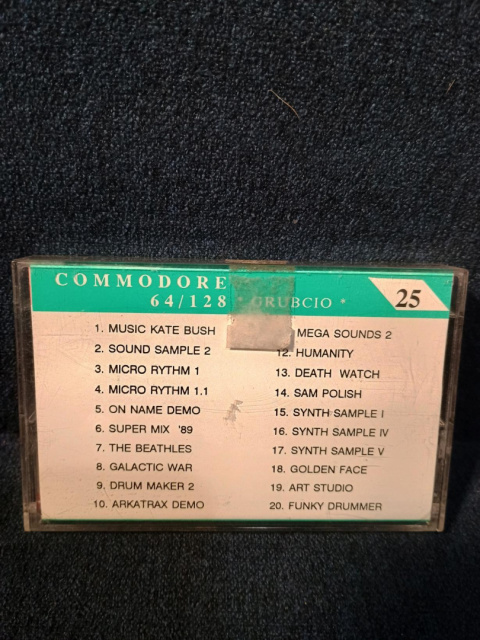 COMMODORE
64/128 * GRUBCIO *
25
1. MUSIC KATE BUSH
2. SOUND SAMPLE 2
3. MICRO RYTHM 1
4. MICRO RYTHM 1.1
5. ON NAME DEMO
6. SUPER MIX '89
7. THE BEATHLES
8. GALACTIC WAR
9. DRUM MAKER 2
10. ARKATRAX DEMO
MEGA SOUNDS 2
12. HUMANITY
13. DEATH WATCH
14. SAM POLISH
15. SYNTH SAMPLE I
16. SYNTH SAMPLE IV
17. SYNTH SAMPLE V
18. GOLDEN FACE
19. ART STUDIO
20. FUNKY DRUMMER